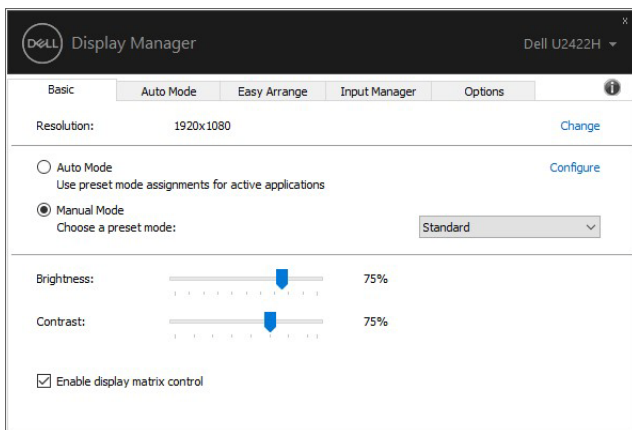 x
DELL Display Manager Dell U2422H
Basic Auto Mode Easy Arrange Input Manager Options i
Resolution: 1920x1080 Change
Auto Mode Configure
Use preset mode assignments for active applications
Manual Mode
Choose a preset mode: Standard
Brightness: 75%
Contrast: 75%
Enable display matrix control